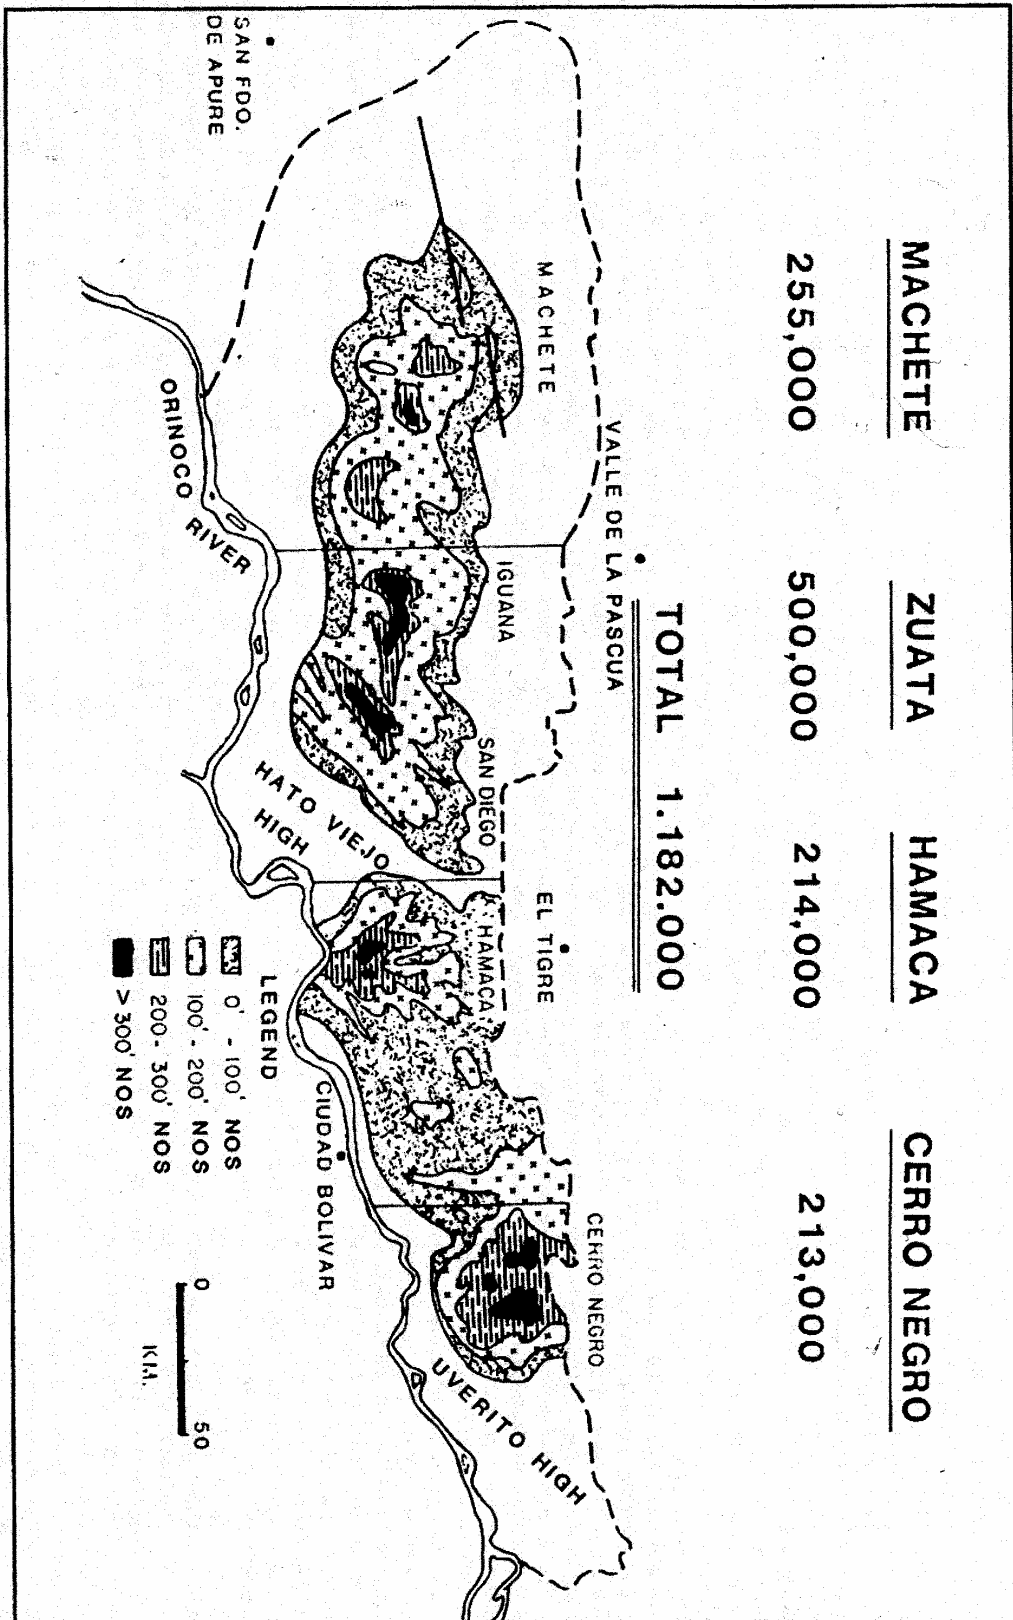 MACHETE
ZUATA
HAMACA
CERRO NEGRO
255,000
500,000
214,000
213,000
TOTAL 1.182.000
VALLE DE LA PASCUA
EL TIGRE
MACHETE
IGUANA
SAN DIEGO
HAMACA
CERRO NEGRO
SAN FDO.
DE APURE
ORINOCO
RIVER
HATO VIEJO
HIGH
CIUDAD BOLIVAR
UVERITO HIGH
LEGEND
0' - 100' NOS
100' - 200' NOS
200 - 300' NOS
> 300' NOS
0 50
KM.